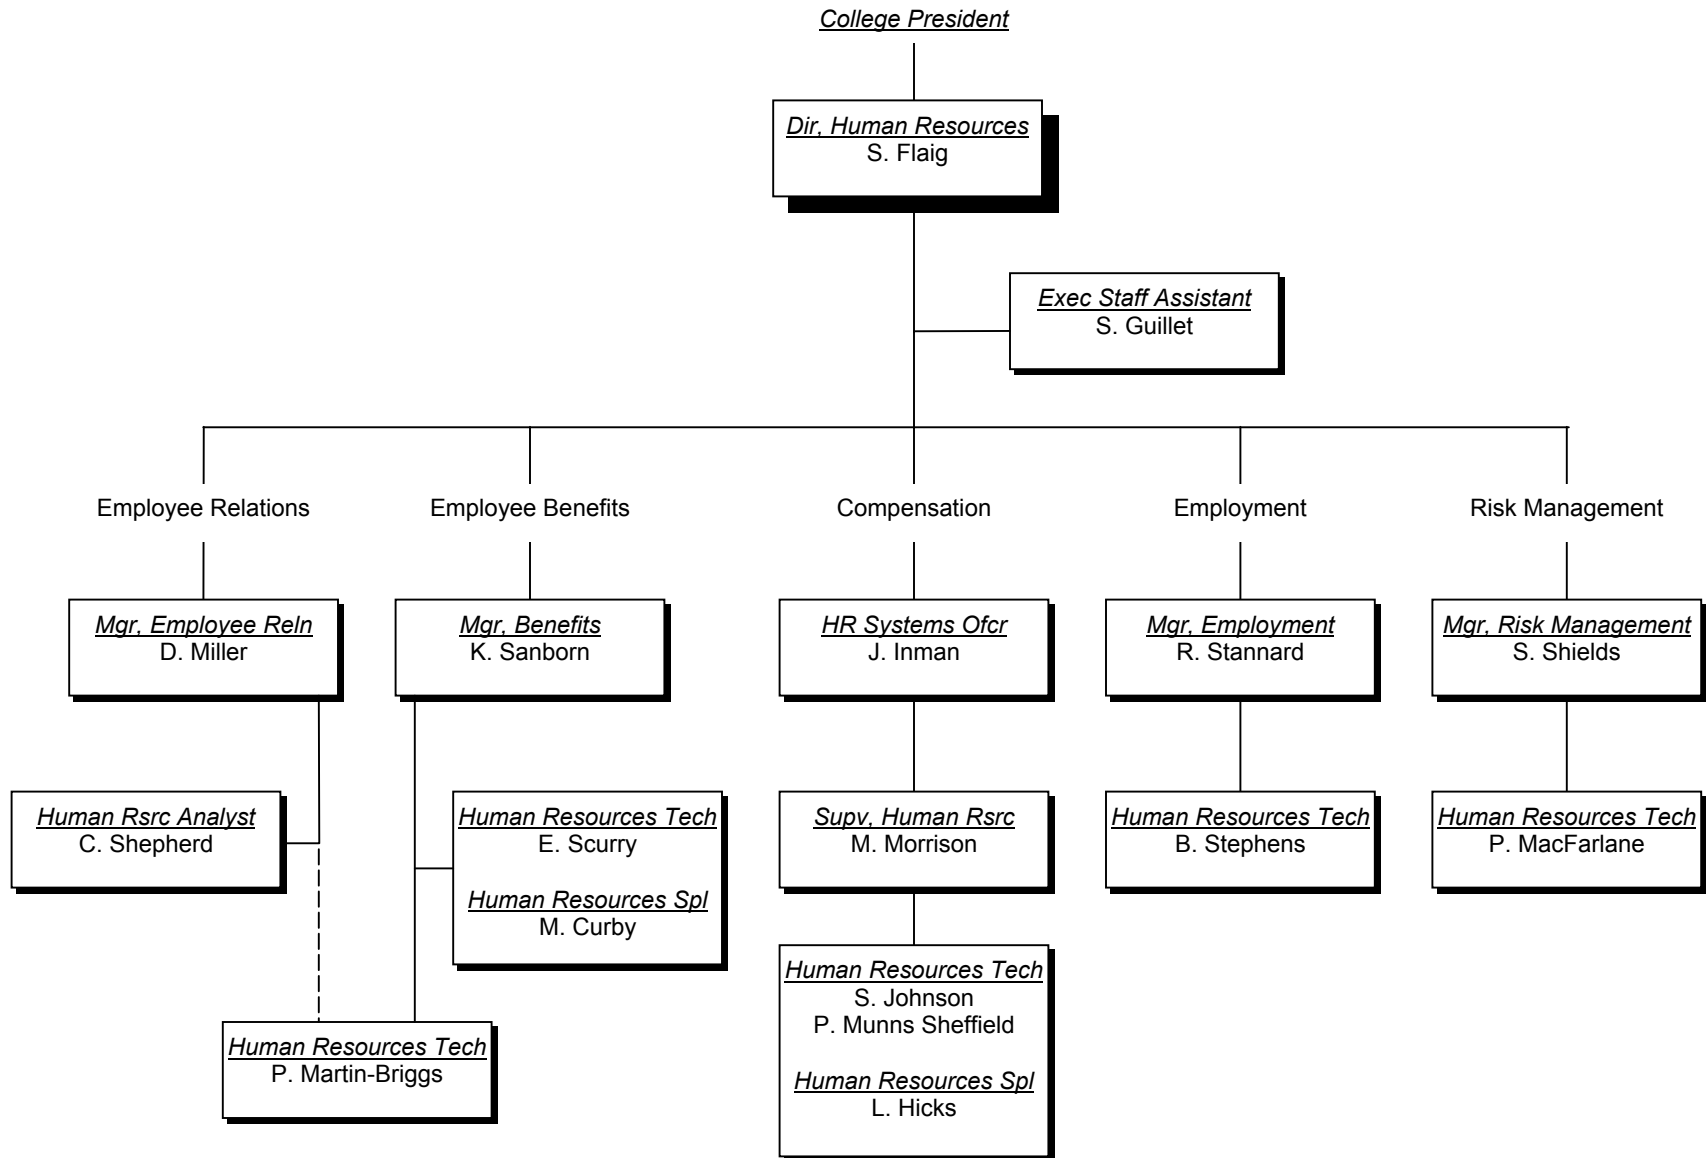 College President
Dir, Human Resources
S. Flaig
Exec Staff Assistant
S. Guillet
Employee Relations
Employee Benefits
Compensation
Employment
Risk Management
Mgr, Employee Reln
D. Miller
Mgr, Benefits
K. Sanborn
HR Systems Ofcr
J. Inman
Mgr, Employment
R. Stannard
Mgr, Risk Management
S. Shields
Human Rsrc Analyst
C. Shepherd
Human Resources Tech
E. Scurry
Human Resources Spl
M. Curby
Supv, Human Rsrc
M. Morrison
Human Resources Tech
B. Stephens
Human Resources Tech
P. MacFarlane
Human Resources Tech
P. Martin-Briggs
Human Resources Tech
S. Johnson
P. Munns Sheffield
Human Resources Spl
L. Hicks